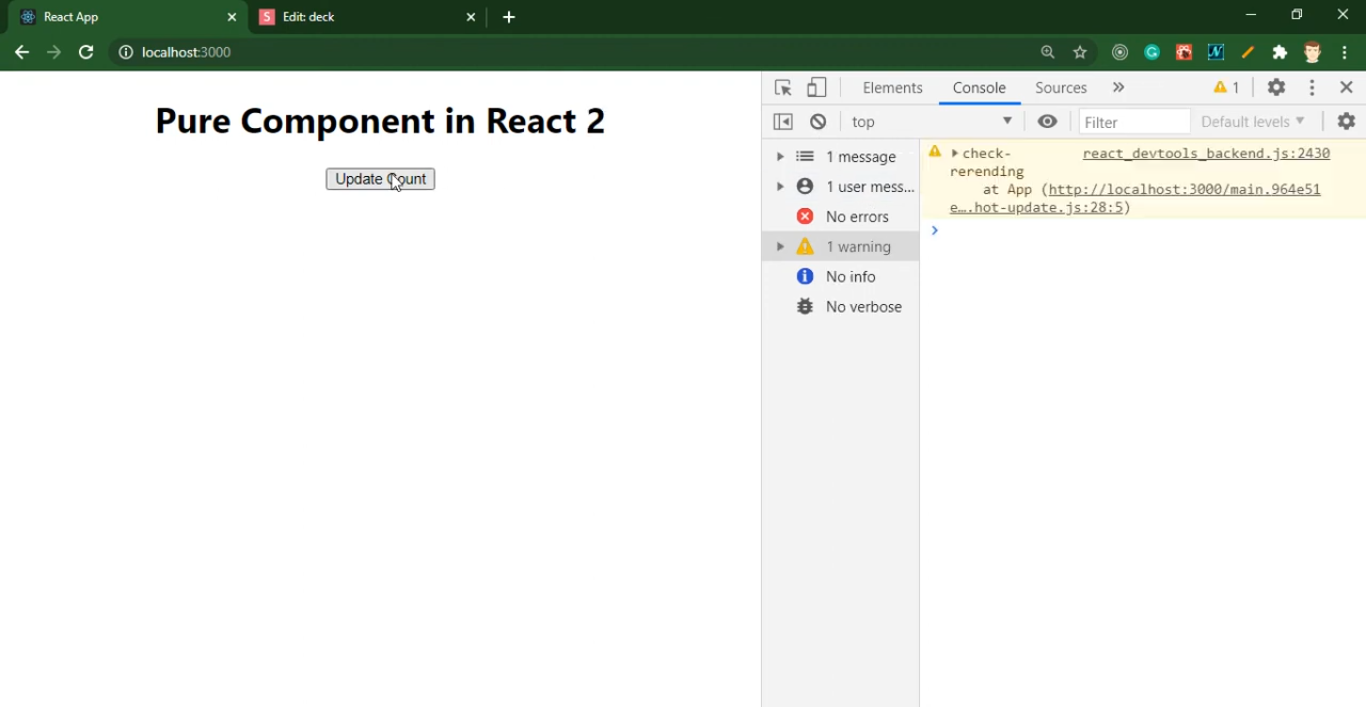 React App
S Edit: deck
localhost:3000
Elements Console Sources 1
top Filter Default levels
1 message
1 user mess...
No errors
1 warning
No info
No verbose
check- react_devtools_backend.js:2430
rerending
at App (http://localhost:3000/main.964e51
e….hot-update.js:28:5)
Pure Component in React 2
Update Count